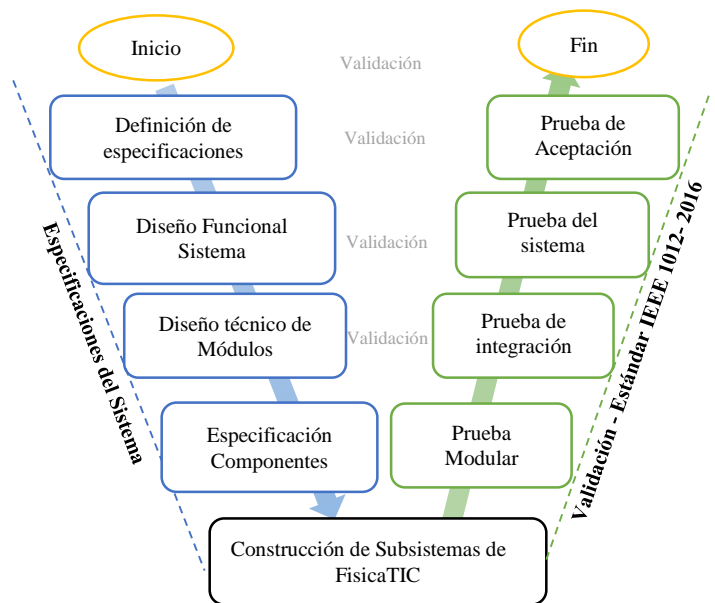 Inicio
Validación
Fin
Definición de
especificaciones
Validación
Prueba de
Aceptación
Diseño Funcional
Sistema
Validación
Prueba del
sistema
Diseño técnico de
Módulos
Validación
Prueba de
integración
Especificación
Componentes
Prueba
Modular
Construcción de Subsistemas de
FisicaTIC
Especificaciones del Sistema
Validación - Estándar IEEE 1012- 2016